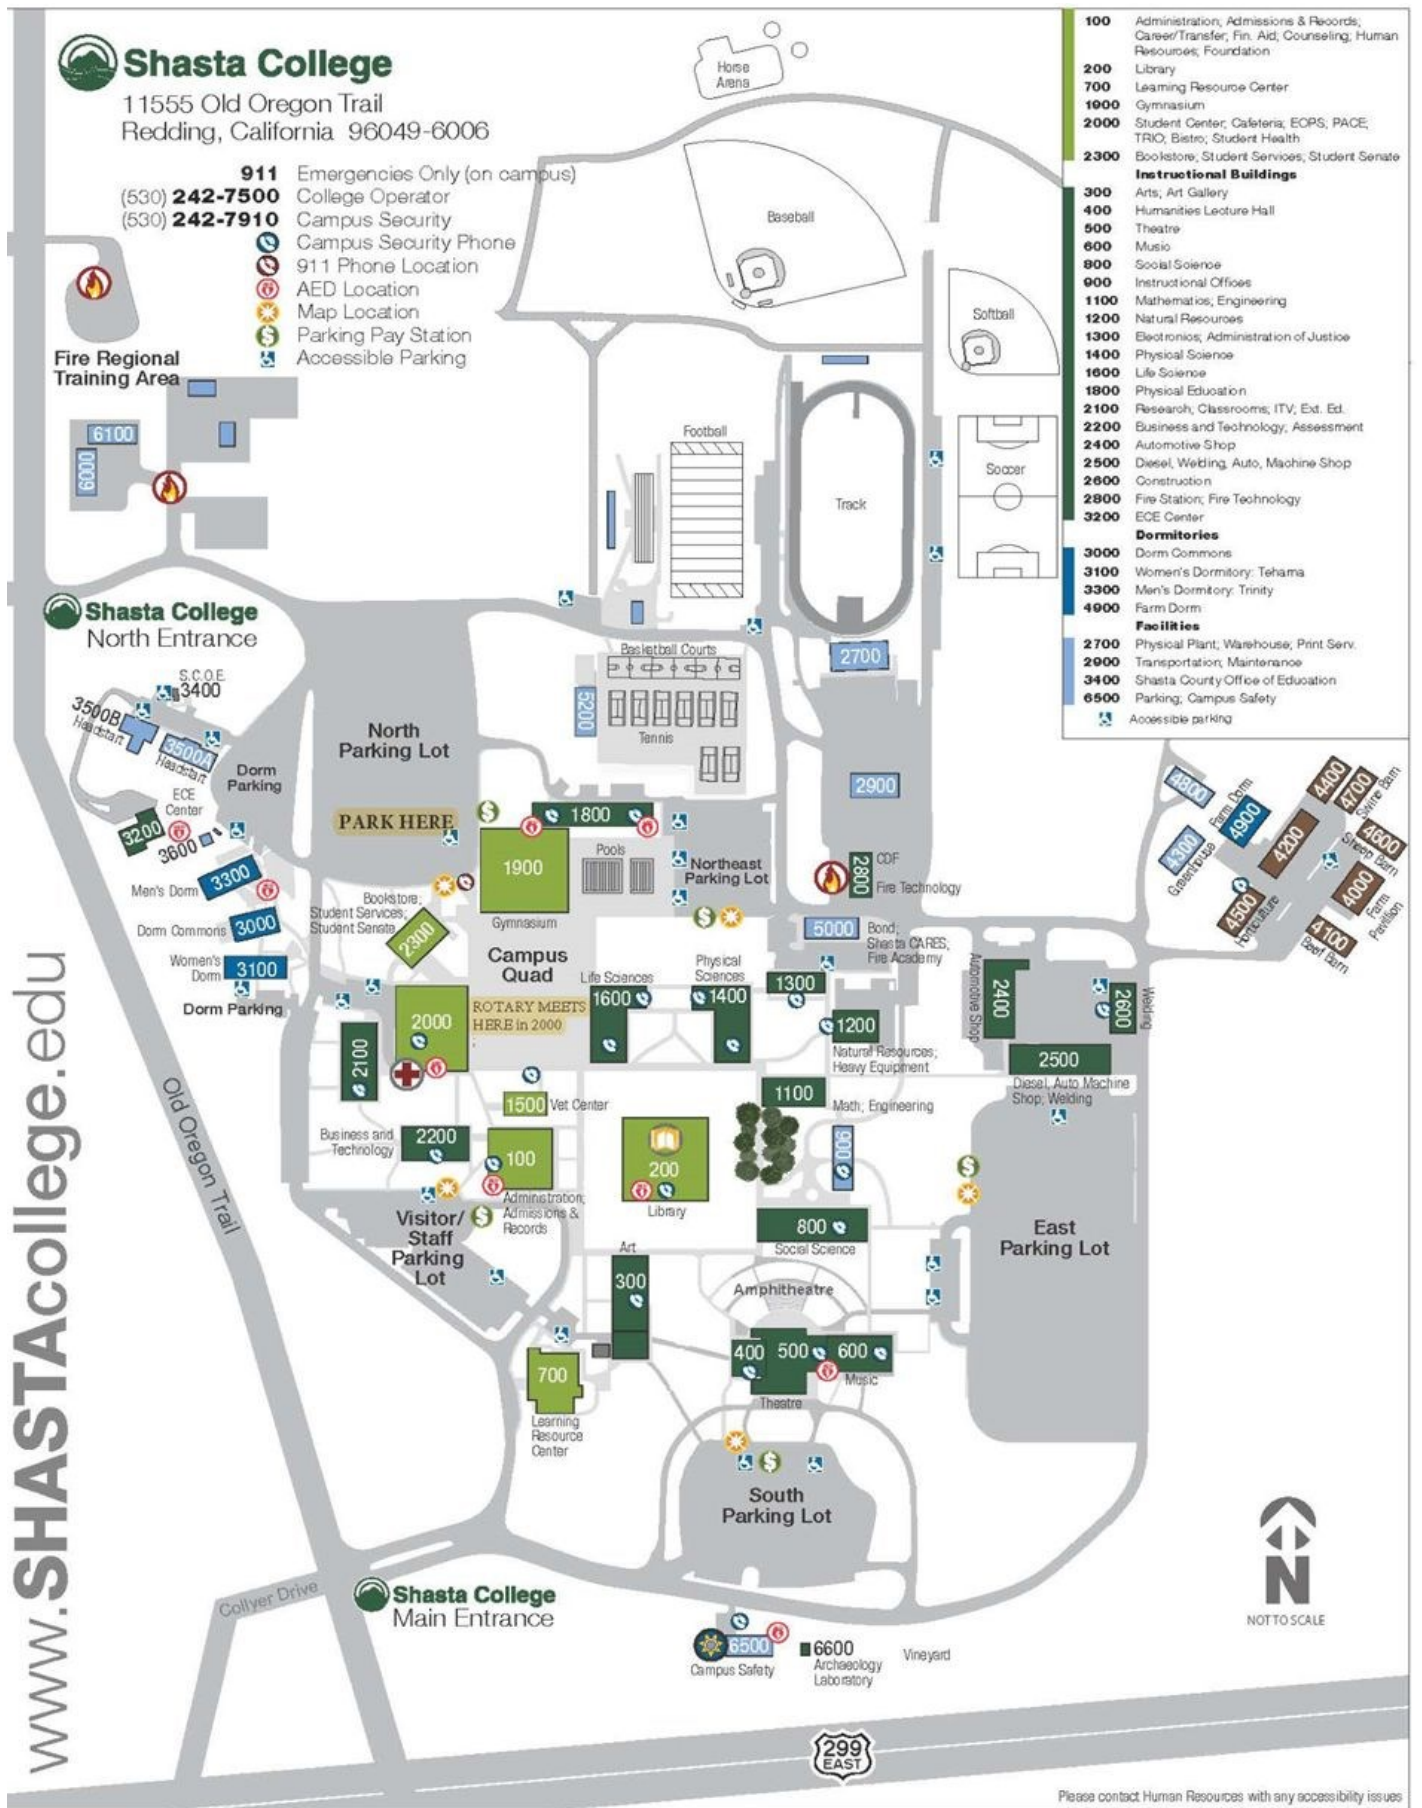 Shasta College
11555 Old Oregon Trail
Redding, California 96049-6006
911 Emergencies Only (on campus)
(530) 242-7500 College Operator
(530) 242-7910 Campus Security
Campus Security Phone
911 Phone Location
AED Location
Map Location
Parking Pay Station
Accessible Parking
100 Administration; Admissions & Records;
Career/Transfer; Fin. Aid; Counseling; Human
Resources; Foundation
200 Library
700 Learning Resource Center
1900 Gymnasium
2000 Student Center; Cafeteria; EOPS; PACE;
TRIO; Bistro; Student Health
2300 Bookstore; Student Services; Student Senate
Instructional Buildings
300 Arts; Art Gallery
400 Humanities Lecture Hall
500 Theatre
600 Music
800 Social Science
900 Instructional Offices
1100 Mathematics; Engineering
1200 Natural Resources
1300 Electronics; Administration of Justice
1400 Physical Science
1600 Life Science
1800 Physical Education
2100 Research; Classrooms; ITV; Ext. Ed.
2200 Business and Technology; Assessment
2400 Automotive Shop
2500 Diesel, Welding, Auto, Machine Shop
2600 Construction
2800 Fire Station; Fire Technology
3200 ECE Center
Dormitories
3000 Dorm Commons
3100 Women's Dormitory: Tehama
3300 Men's Dormitory: Trinity
4900 Farm Dorm
Facilities
2700 Physical Plant; Warehouse; Print Serv.
2900 Transportation; Maintenance
3400 Shasta County Office of Education
6500 Parking; Campus Safety
Accessible parking
Horse
Arena
Baseball
Softball
Fire Regional
Training Area
6100
6000
Football
Track
Soccer
Shasta College
North Entrance
S.C.O.E.
3400
3500B
Headstart
3500A
Headstart
Dorm
Parking
ECE
Center
3200
3600
North
Parking Lot
PARK HERE
Basketball Courts
5200
Tennis
2700
2900
1800
1900
Gymnasium
Pools
Northeast
Parking Lot
2800
CDF
Fire Technology
4800
Farm Dorm
4900
4300
Greenhouse
4200
4400
4700
Swine Barn
4600
Sheep Barn
4000
Farm
Pavilion
4500
Horticulture
4100
Beef Barn
Men's Dorm
3300
Dorm Commons
3000
Women's
Dorm
3100
Dorm Parking
Bookstore;
Student Services;
Student Senate
2300
Campus
Quad
5000
Bond;
Shasta CARES;
Fire Academy
Life Sciences
1600
Physical
Sciences
1400
1300
1200
Natural Resources;
Heavy Equipment
Automotive Shop
2400
2600
Welding
2500
Diesel, Auto Machine
Shop; Welding
2000
ROTARY MEETS
HERE in 2000
2100
1500 Vet Center
1100
Math; Engineering
Business and
Technology
2200
100
Administration;
Admissions &
Records
200
Library
900
800
Social Science
Visitor/
Staff
Parking
Lot
East
Parking Lot
Art
300
Amphitheatre
400
500
600
Music
Theatre
700
Learning
Resource
Center
South
Parking Lot
Old Oregon Trail
Collyer Drive
Shasta College
Main Entrance
6500
Campus Safety
6600
Archaeology
Laboratory
Vineyard
N
NOT TO SCALE
299
EAST
www.SHASTAcollege.edu
Please contact Human Resources with any accessibility issues